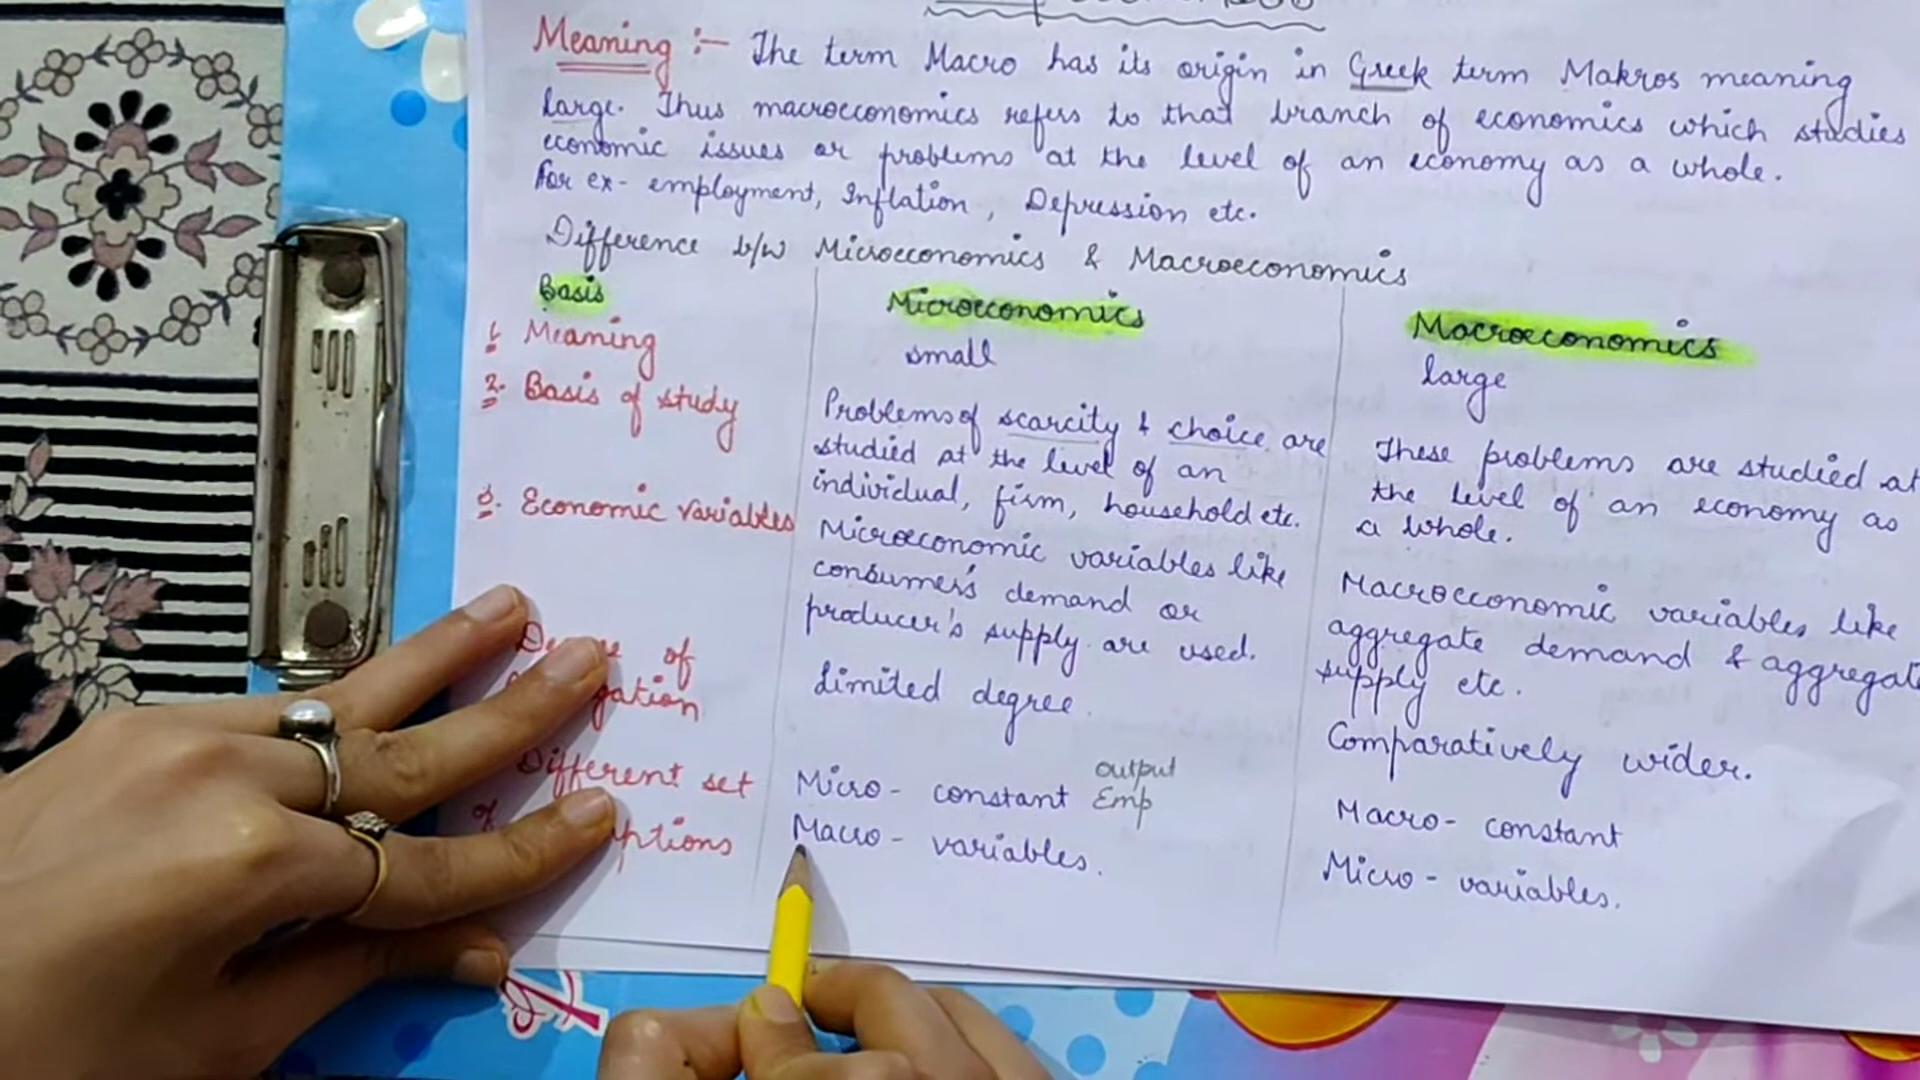 Meaning :- The term Macro has its origin in Greek term Makros meaning
large. Thus macroeconomics refers to that branch of economics which studies
economic issues or problems at the level of an economy as a whole.
for ex- employment, Inflation, Depression etc.
Difference b/w Microeconomics & Macroeconomics
Basis
Microeconomics
Macroeconomics
1. Meaning
small
large
2. Basis of study
Problems of scarcity & choice are
studied at the level of an
individual, firm, household etc.
These problems are studied at
the level of an economy as
a whole.
3. Economic variables
Microeconomic variables like
consumer's demand or
producer's supply are used.
Macroeconomic variables like
aggregate demand & aggregate
supply etc.
of
gation
Limited degree.
Comparatively wider.
Different set
of ptions
Micro - constant output
Emp
Macro - variables.
Macro - constant
Micro - variables.